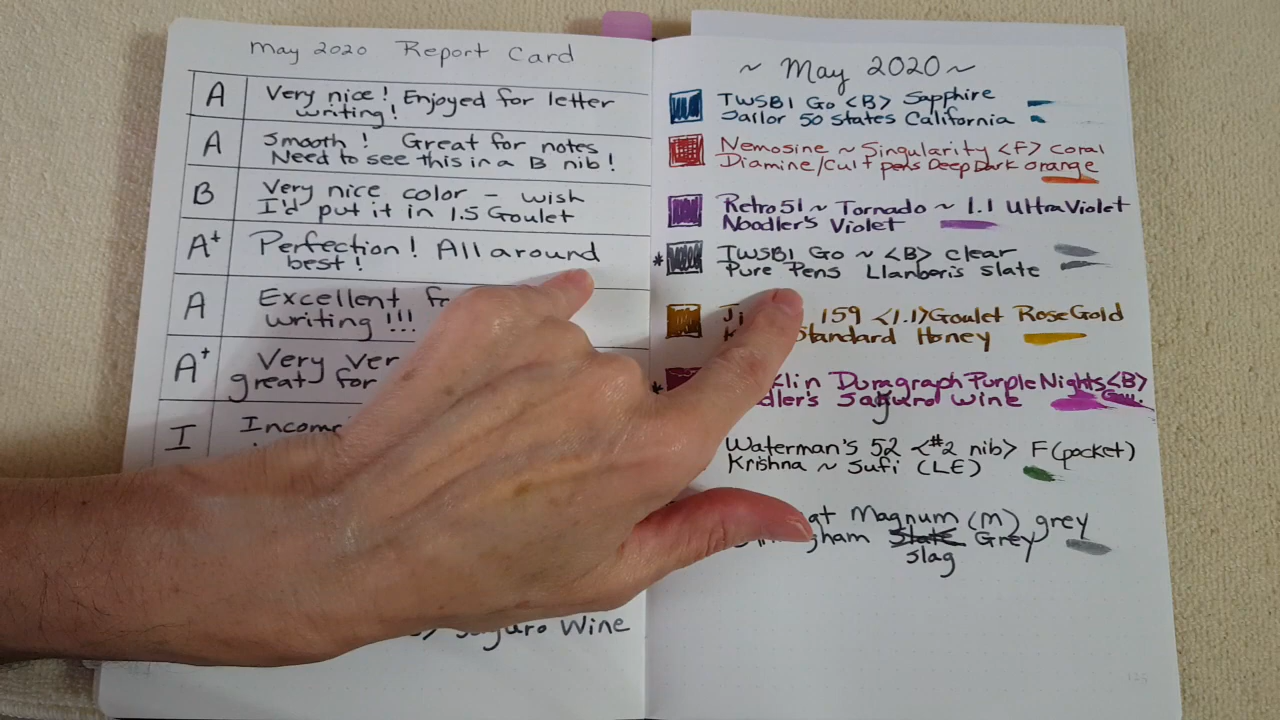 May 2020 Report Card
A Very nice! Enjoyed for letter
writing!
A Smooth! Great for notes
Need to see this in a B nib!
B Very nice color - wish
I'd put it in 1.5 Goulet
A+ Perfection! All around
best!
A Excellent
writing!!!
A+ Very
great for
I
Saguro Wine
~ May 2020 ~
TWSBI Go <B> Sapphire
Sailor 50 States California
Nemosine ~ Singularity <F> Coral
Diamine/Cult pens Deep Dark Orange
Retro51 ~ Tornado ~ 1.1 UltraViolet
Noodler's Violet
* TWSBI Go ~ <B> clear
Pure Pens Llanberis slate
159 <1.1> Goulet Rose Gold
Standard Honey
* Duragraph Purple Nights <B>
Saguro wine
Waterman's 52 <#2 nib> F (pocket)
Krishna ~ Sufi (LE)
Magnum (M) grey
Slate Grey
slag